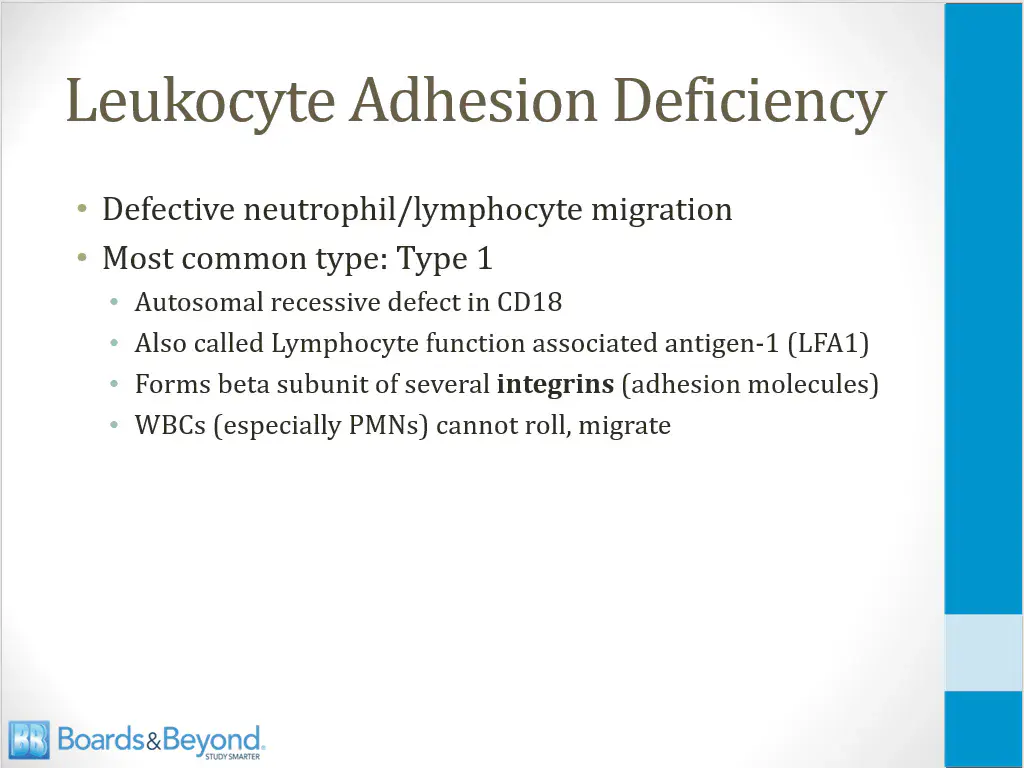 Leukocyte Adhesion Deficiency
• Defective neutrophil/lymphocyte migration
• Most common type: Type 1
• Autosomal recessive defect in CD18
• Also called Lymphocyte function associated antigen-1 (LFA1)
• Forms beta subunit of several integrins (adhesion molecules)
• WBCs (especially PMNs) cannot roll, migrate
BB Boards&Beyond.
STUDY SMARTER